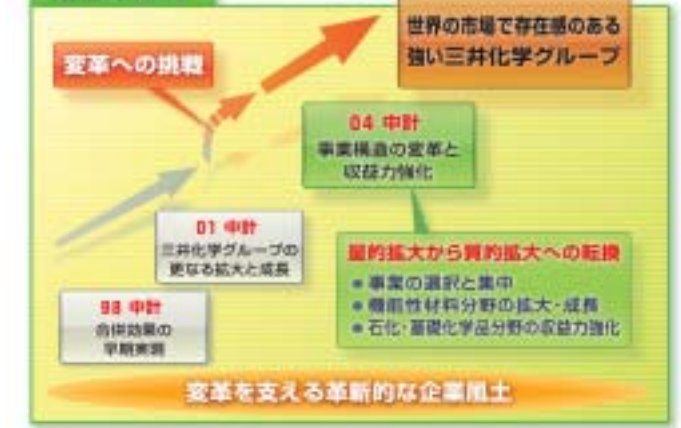 世界の市場で存在感のある
強い三井化学グループ
変革への挑戦
04 中計
事業構造の変革と
収益力強化
01 中計
三井化学グループの
更なる拡大と成長
量的拡大から質的拡大への転換
● 事業の選択と集中
● 機能性材料分野の拡大・成長
● 石化・基礎化学品分野の収益力強化
98 中計
合併効果の
早期実現
変革を支える革新的な企業風土